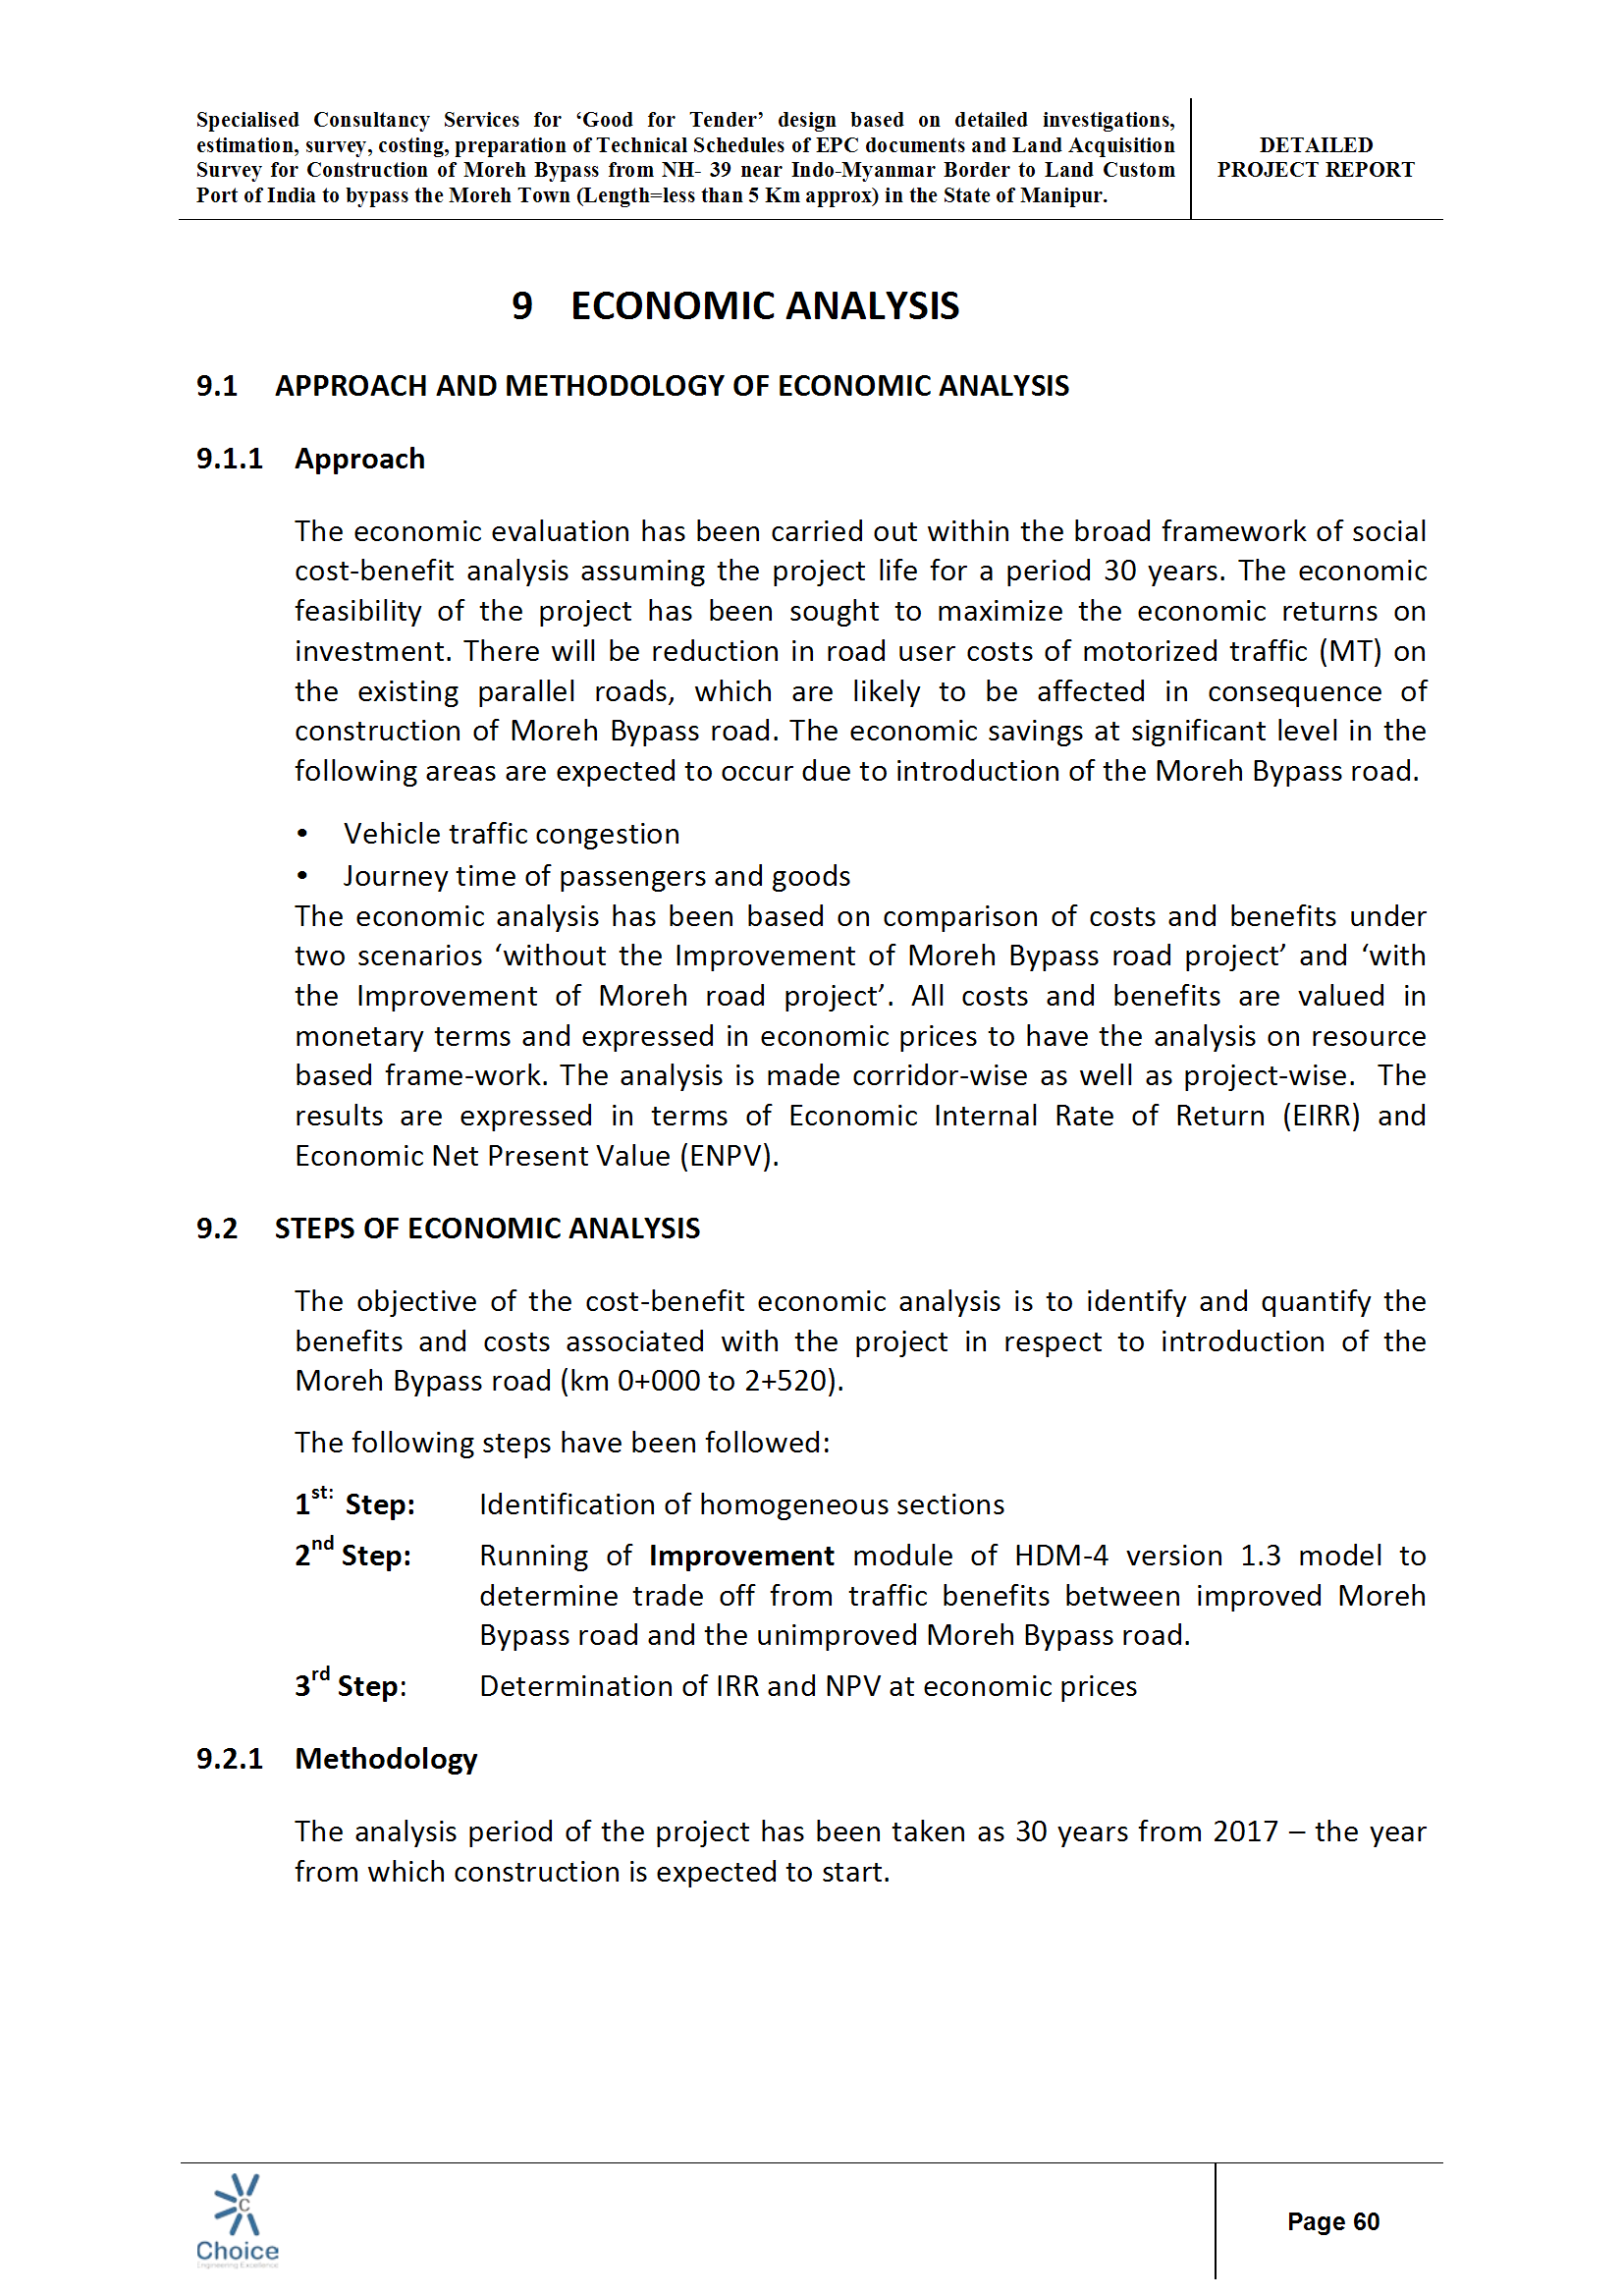 Specialised Consultancy Services for ‘Good for Tender’ design based on detailed investigations,
estimation, survey, costing, preparation of Technical Schedules of EPC documents and Land Acquisition
Survey for Construction of Moreh Bypass from NH- 39 near Indo-Myanmar Border to Land Custom
Port of India to bypass the Moreh Town (Length=less than 5 Km approx) in the State of Manipur.
DETAILED
PROJECT REPORT
9 ECONOMIC ANALYSIS
9.1 APPROACH AND METHODOLOGY OF ECONOMIC ANALYSIS
9.1.1 Approach
The economic evaluation has been carried out within the broad framework of social
cost-benefit analysis assuming the project life for a period 30 years. The economic
feasibility of the project has been sought to maximize the economic returns on
investment. There will be reduction in road user costs of motorized traffic (MT) on
the existing parallel roads, which are likely to be affected in consequence of
construction of Moreh Bypass road. The economic savings at significant level in the
following areas are expected to occur due to introduction of the Moreh Bypass road.
• Vehicle traffic congestion
• Journey time of passengers and goods
The economic analysis has been based on comparison of costs and benefits under
two scenarios ‘without the Improvement of Moreh Bypass road project’ and ‘with
the Improvement of Moreh road project’. All costs and benefits are valued in
monetary terms and expressed in economic prices to have the analysis on resource
based frame-work. The analysis is made corridor-wise as well as project-wise. The
results are expressed in terms of Economic Internal Rate of Return (EIRR) and
Economic Net Present Value (ENPV).
9.2 STEPS OF ECONOMIC ANALYSIS
The objective of the cost-benefit economic analysis is to identify and quantify the
benefits and costs associated with the project in respect to introduction of the
Moreh Bypass road (km 0+000 to 2+520).
The following steps have been followed:
1st: Step: Identification of homogeneous sections
2nd Step: Running of Improvement module of HDM-4 version 1.3 model to
determine trade off from traffic benefits between improved Moreh
Bypass road and the unimproved Moreh Bypass road.
3rd Step: Determination of IRR and NPV at economic prices
9.2.1 Methodology
The analysis period of the project has been taken as 30 years from 2017 – the year
from which construction is expected to start.
C
Choice
Engineering Excellence
Page 60